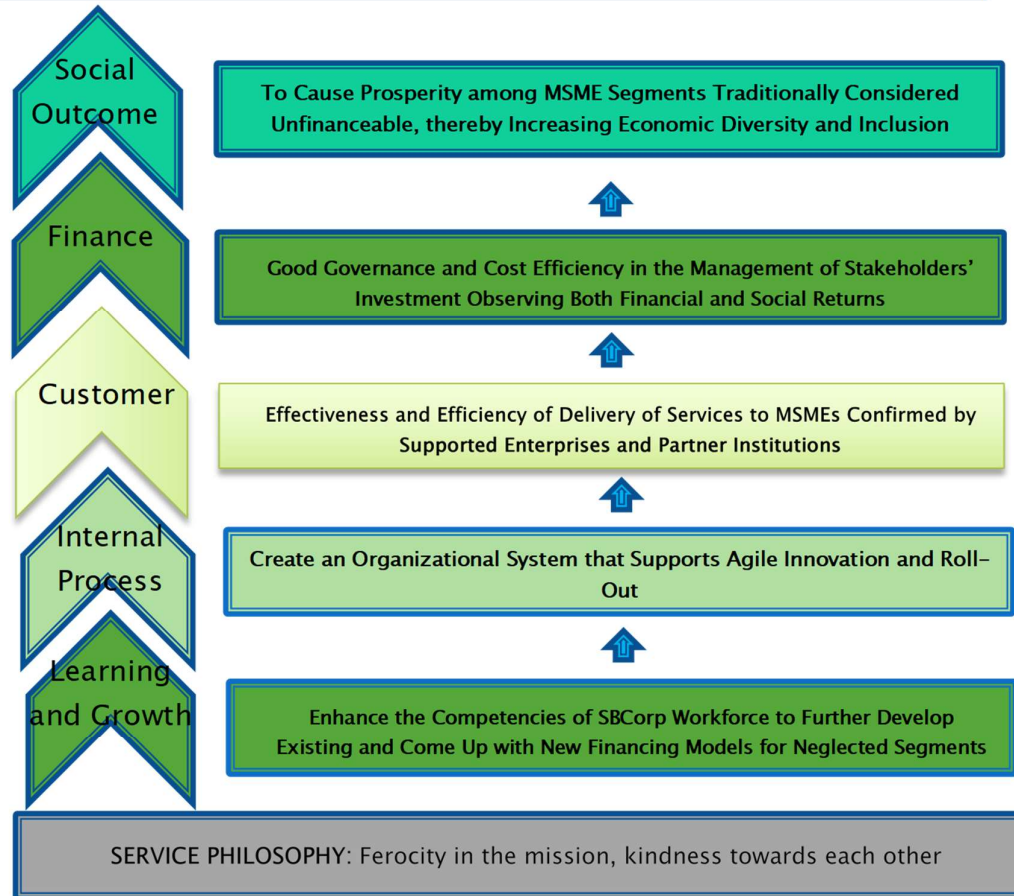 Social
Outcome
To Cause Prosperity among MSME Segments Traditionally Considered
Unfinanceable, thereby Increasing Economic Diversity and Inclusion
Finance
Good Governance and Cost Efficiency in the Management of Stakeholders’
Investment Observing Both Financial and Social Returns
Customer
Effectiveness and Efficiency of Delivery of Services to MSMEs Confirmed by
Supported Enterprises and Partner Institutions
Internal
Process
Create an Organizational System that Supports Agile Innovation and Roll-
Out
Learning
and Growth
Enhance the Competencies of SBCorp Workforce to Further Develop
Existing and Come Up with New Financing Models for Neglected Segments
SERVICE PHILOSOPHY: Ferocity in the mission, kindness towards each other